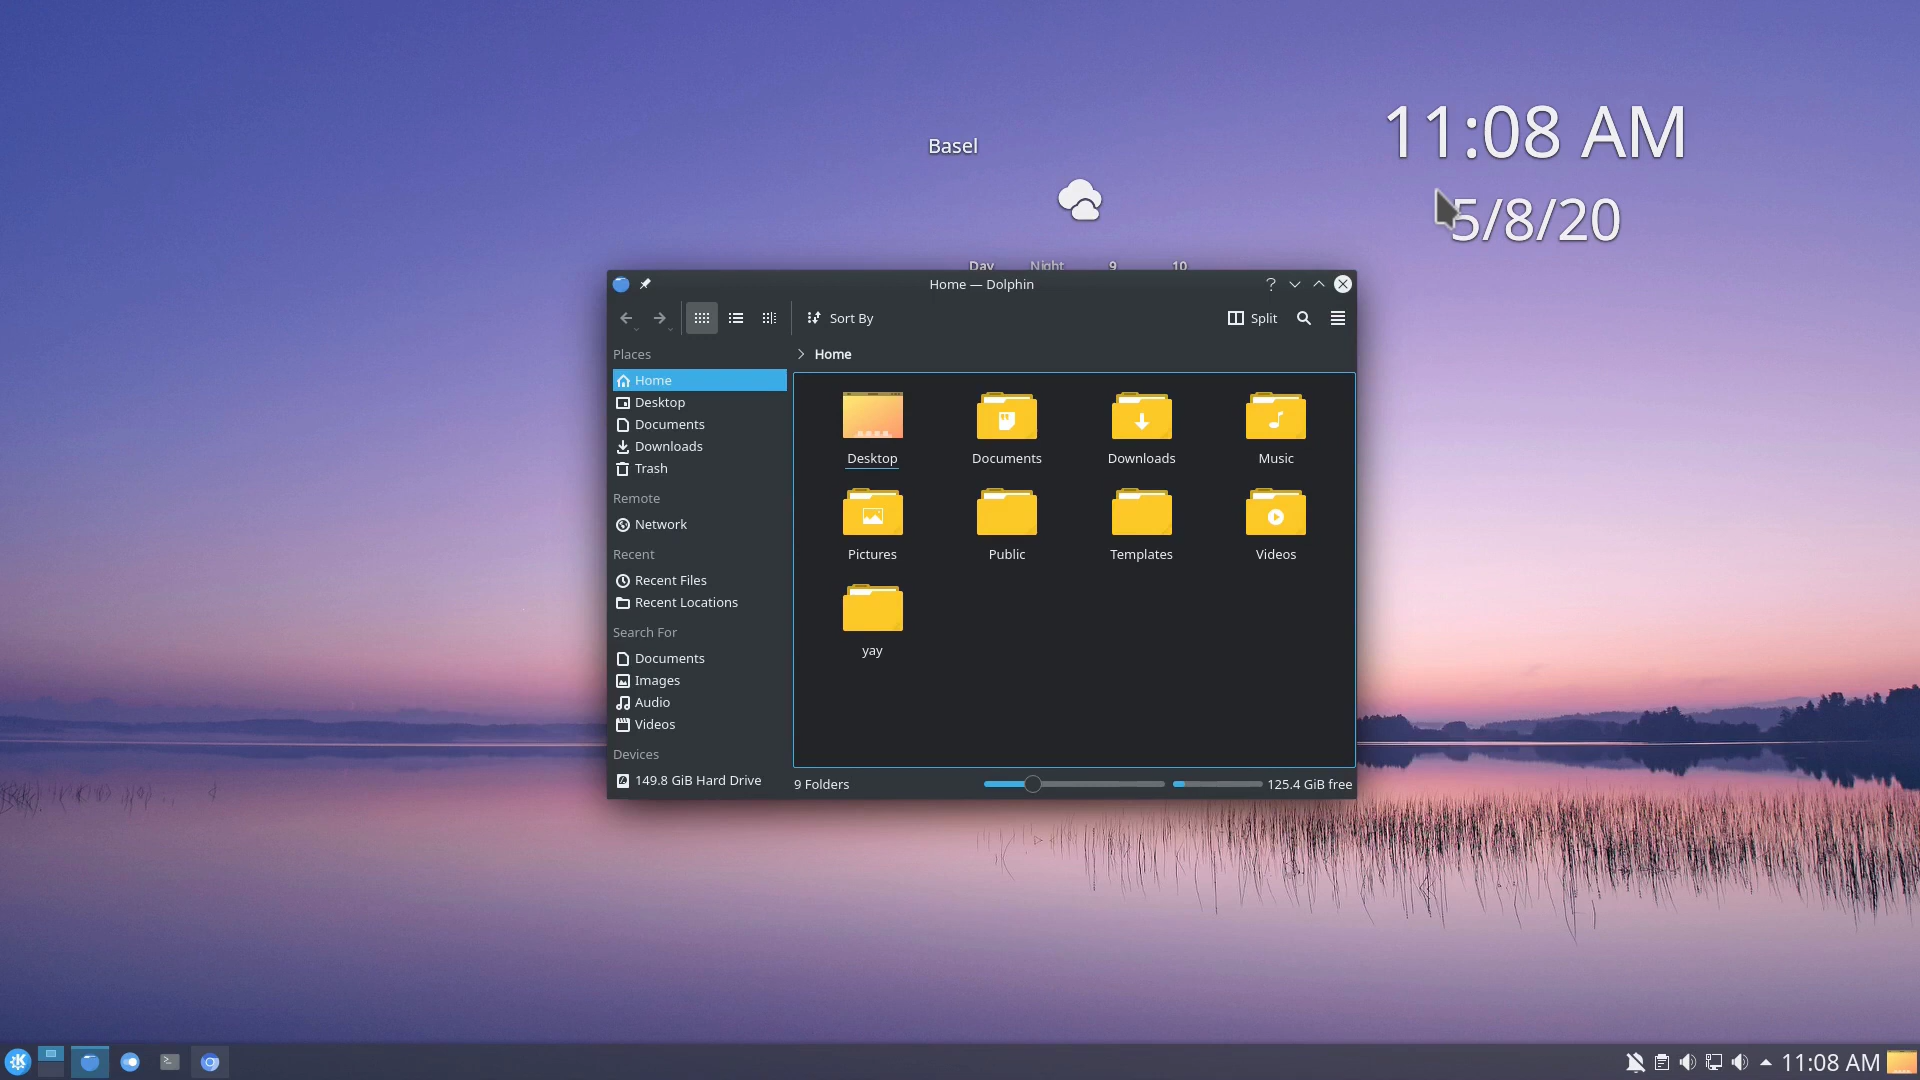 11:08 AM
5/8/20
Basel
Day Night 9 10
Home — Dolphin
Sort By
Split
Places
Home
Desktop
Documents
Downloads
Trash
Remote
Network
Recent
Recent Files
Recent Locations
Search For
Documents
Images
Audio
Videos
Devices
149.8 GiB Hard Drive
Home
Desktop Documents Downloads Music
Pictures Public Templates Videos
yay
9 Folders
125.4 GiB free
11:08 AM